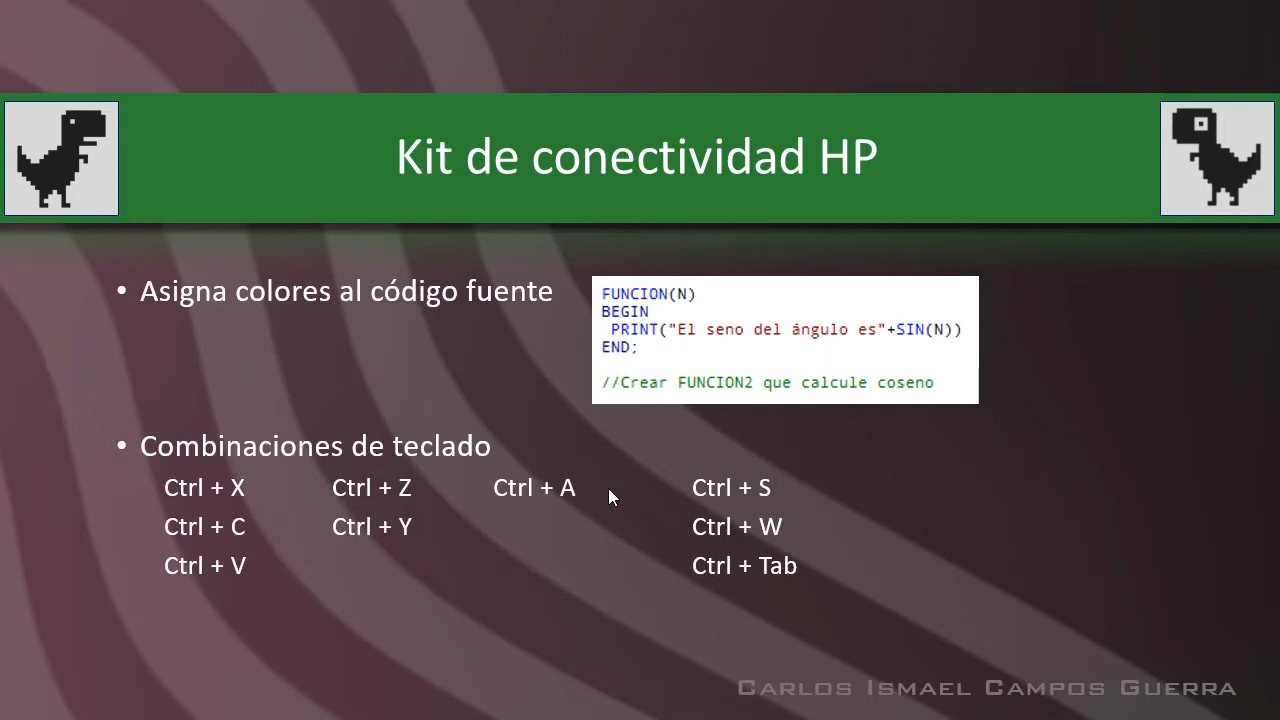 Kit de conectividad HP
• Asigna colores al código fuente
FUNCION(N)
BEGIN
PRINT("El seno del ángulo es"+SIN(N))
END;
//Crear FUNCION2 que calcule coseno
• Combinaciones de teclado
Ctrl + X Ctrl + Z Ctrl + A Ctrl + S
Ctrl + C Ctrl + Y Ctrl + W
Ctrl + V Ctrl + Tab
Carlos Ismael Campos Guerra